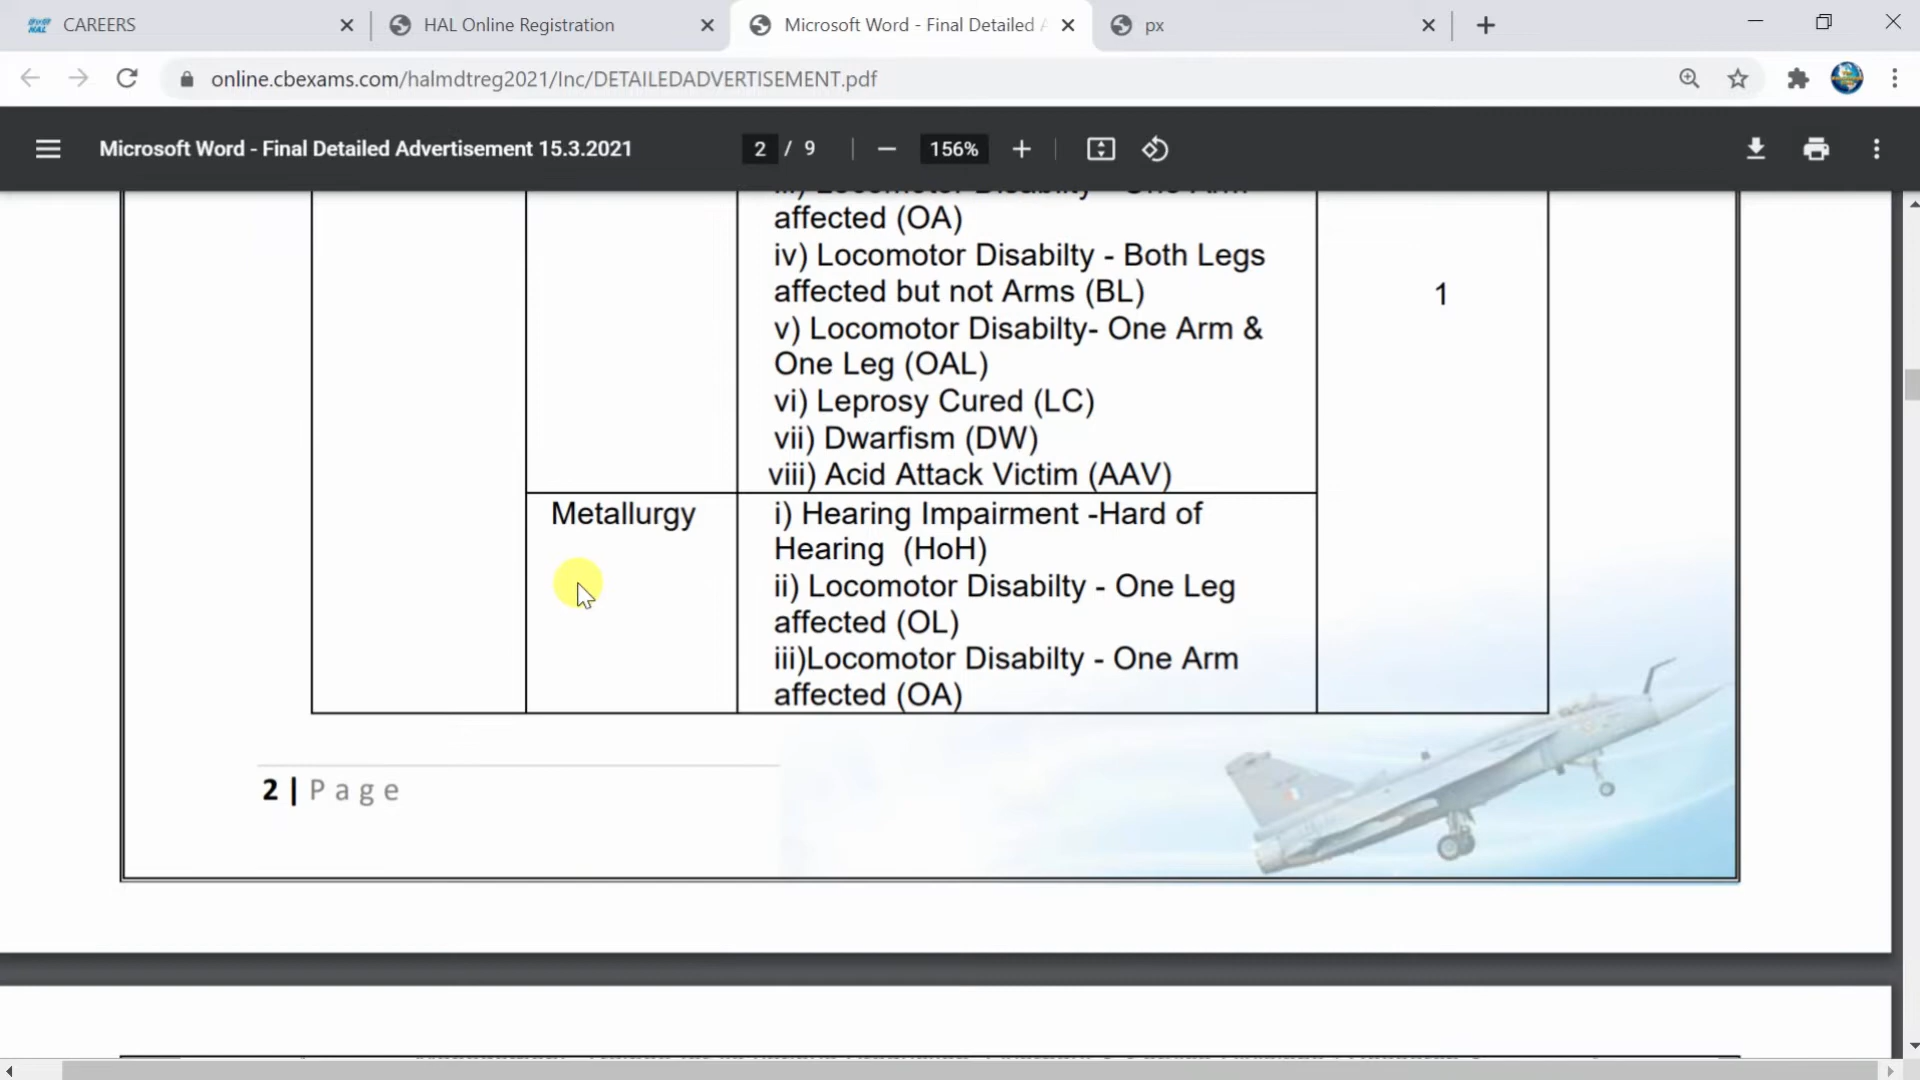 CAREERS
HAL Online Registration
Microsoft Word - Final Detailed A
px
online.cbexams.com/halmdtreg2021/Inc/DETAILEDADVERTISEMENT.pdf
Microsoft Word - Final Detailed Advertisement 15.3.2021
2 / 9
156%
affected (OA)
iv) Locomotor Disabilty - Both Legs
affected but not Arms (BL)
1
v) Locomotor Disabilty- One Arm &
One Leg (OAL)
vi) Leprosy Cured (LC)
vii) Dwarfism (DW)
viii) Acid Attack Victim (AAV)
Metallurgy
i) Hearing Impairment -Hard of
Hearing (HoH)
ii) Locomotor Disabilty - One Leg
affected (OL)
iii)Locomotor Disabilty - One Arm
affected (OA)
2 | Page